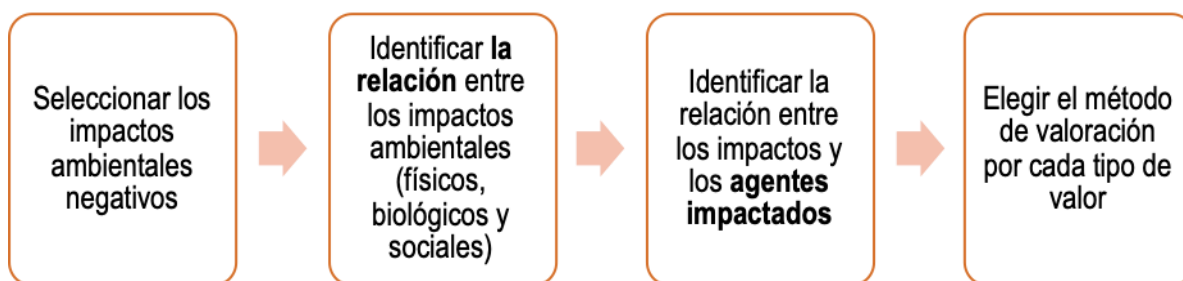 Seleccionar los
impactos
ambientales
negativos
Identificar la
relación entre
los impactos
ambientales
(físicos,
biológicos y
sociales)
Identificar la
relación entre
los impactos y
los agentes
impactados
Elegir el método
de valoración
por cada tipo de
valor